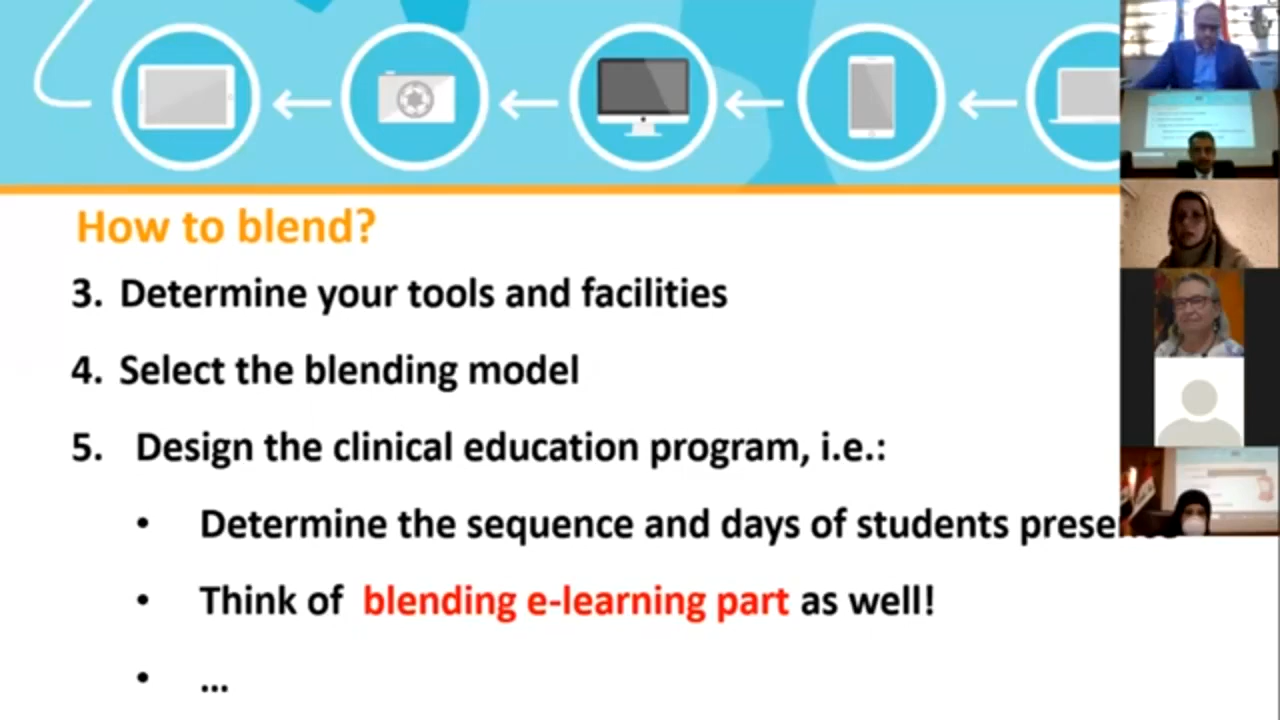 How to blend?
3. Determine your tools and facilities
4. Select the blending model
5. Design the clinical education program, i.e.:
• Determine the sequence and days of students
• Think of blending e-learning part as well!
• ...